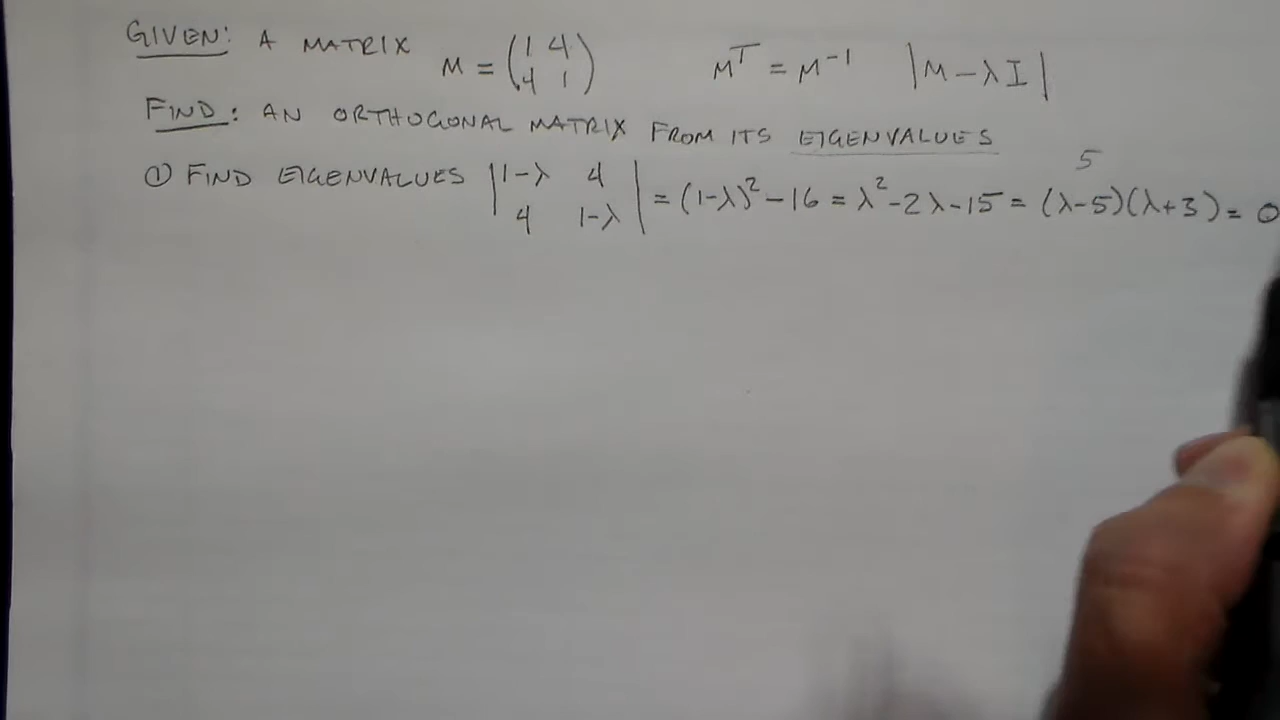 GIVEN: A MATRIX M = (1 4 4 1) M^T = M^-1 |M - λI|
FIND: AN ORTHOGONAL MATRIX FROM ITS EIGENVALUES
① FIND EIGENVALUES |1-λ 4 4 1-λ| = (1-λ)^2 - 16 = λ^2 - 2λ - 15 = (λ-5)(λ+3) = 0
5